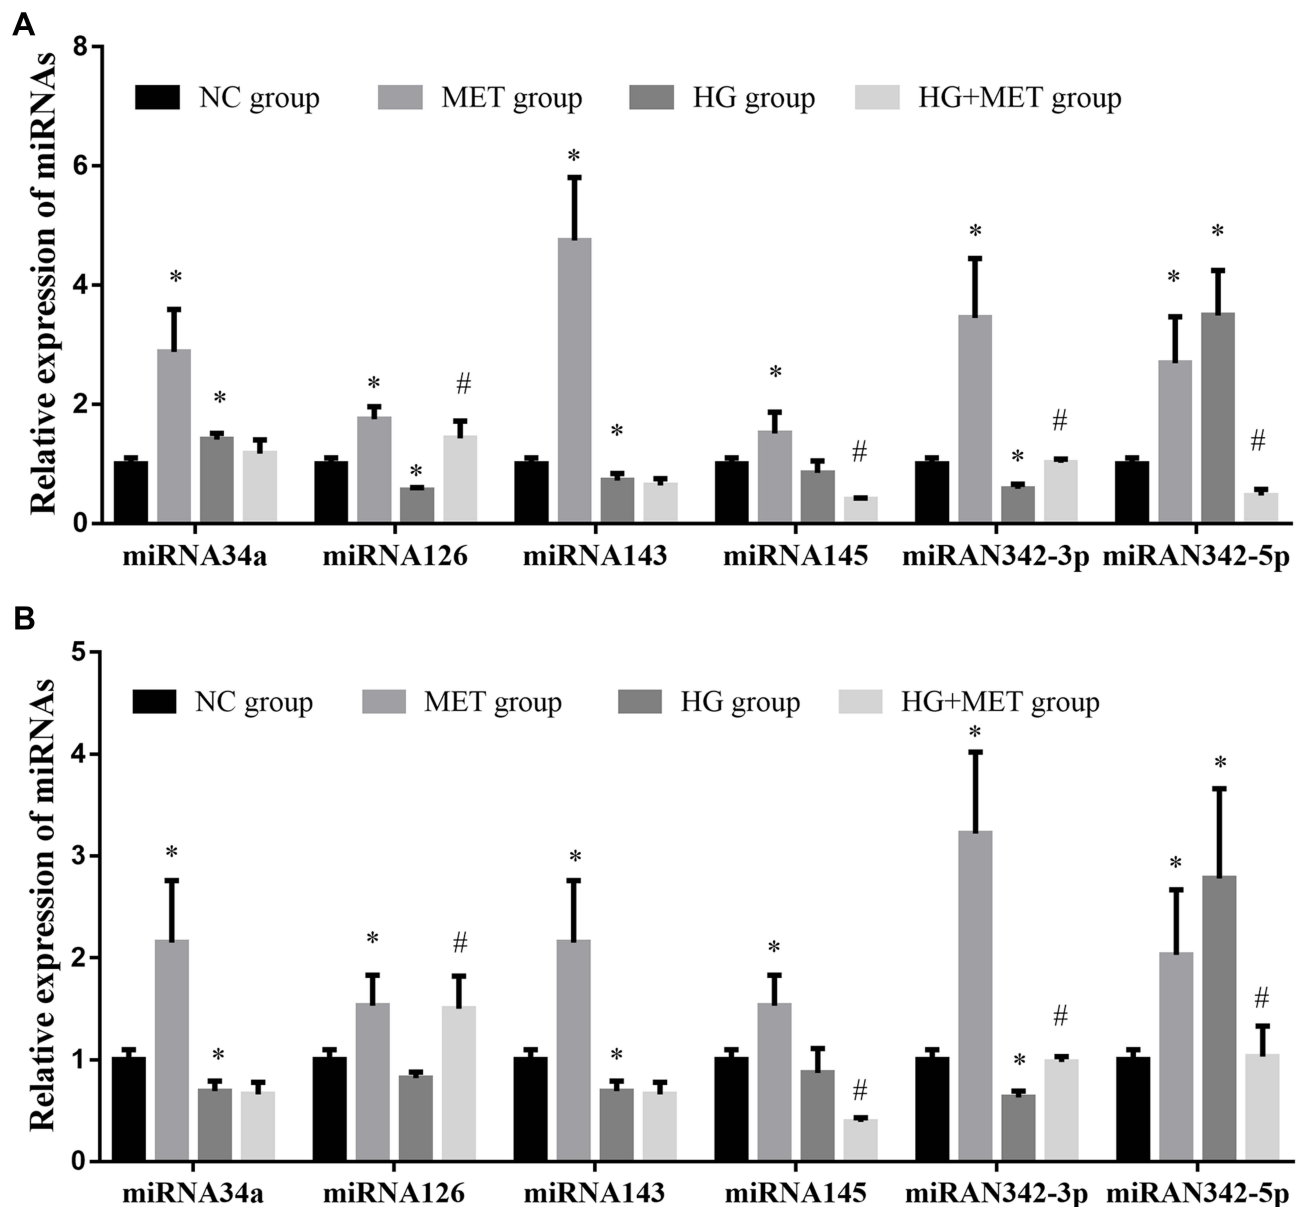 A
Relative expression of miRNAs
8
6
4
2
0
NC group MET group HG group HG+MET group
* * * * # * * * # * * # * * #
miRNA34a miRNA126 miRNA143 miRNA145 miRAN342-3p miRAN342-5p
B
Relative expression of miRNAs
5
4
3
2
1
0
NC group MET group HG group HG+MET group
* * * # * * * # * * # * * #
miRNA34a miRNA126 miRNA143 miRNA145 miRAN342-3p miRAN342-5p